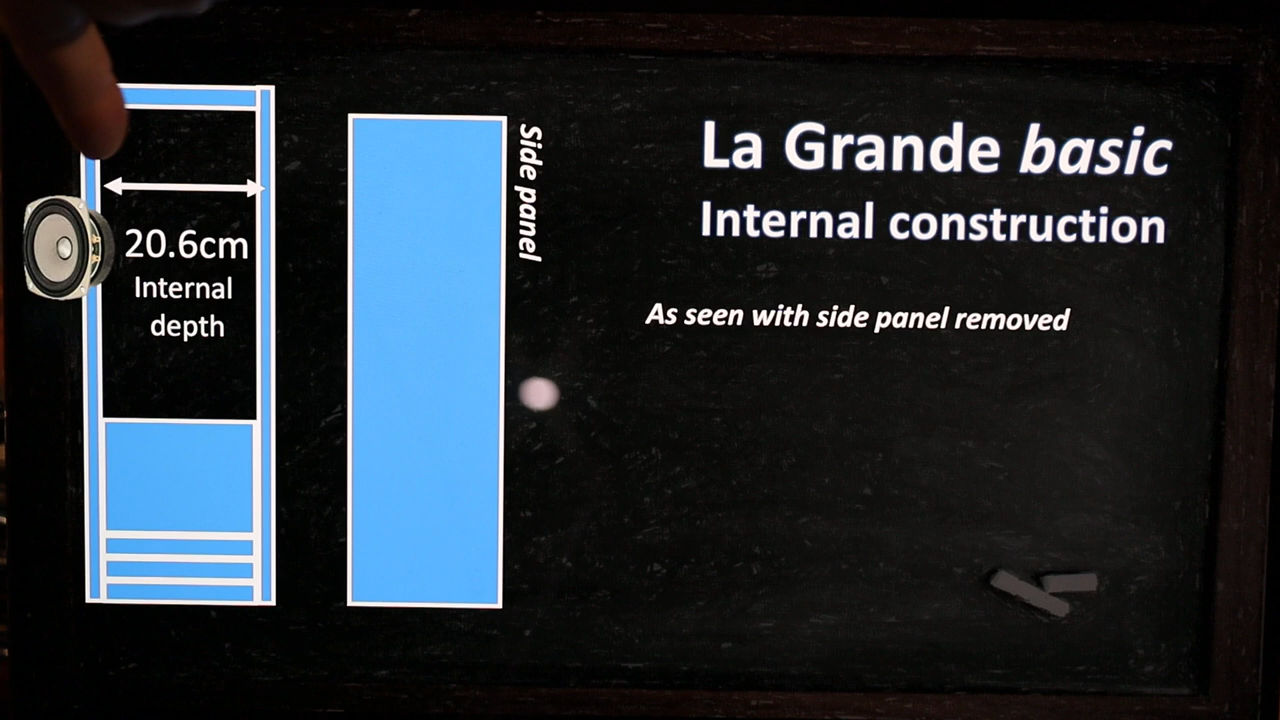 La Grande basic
Internal construction
As seen with side panel removed
Side panel
20.6cm
Internal
depth